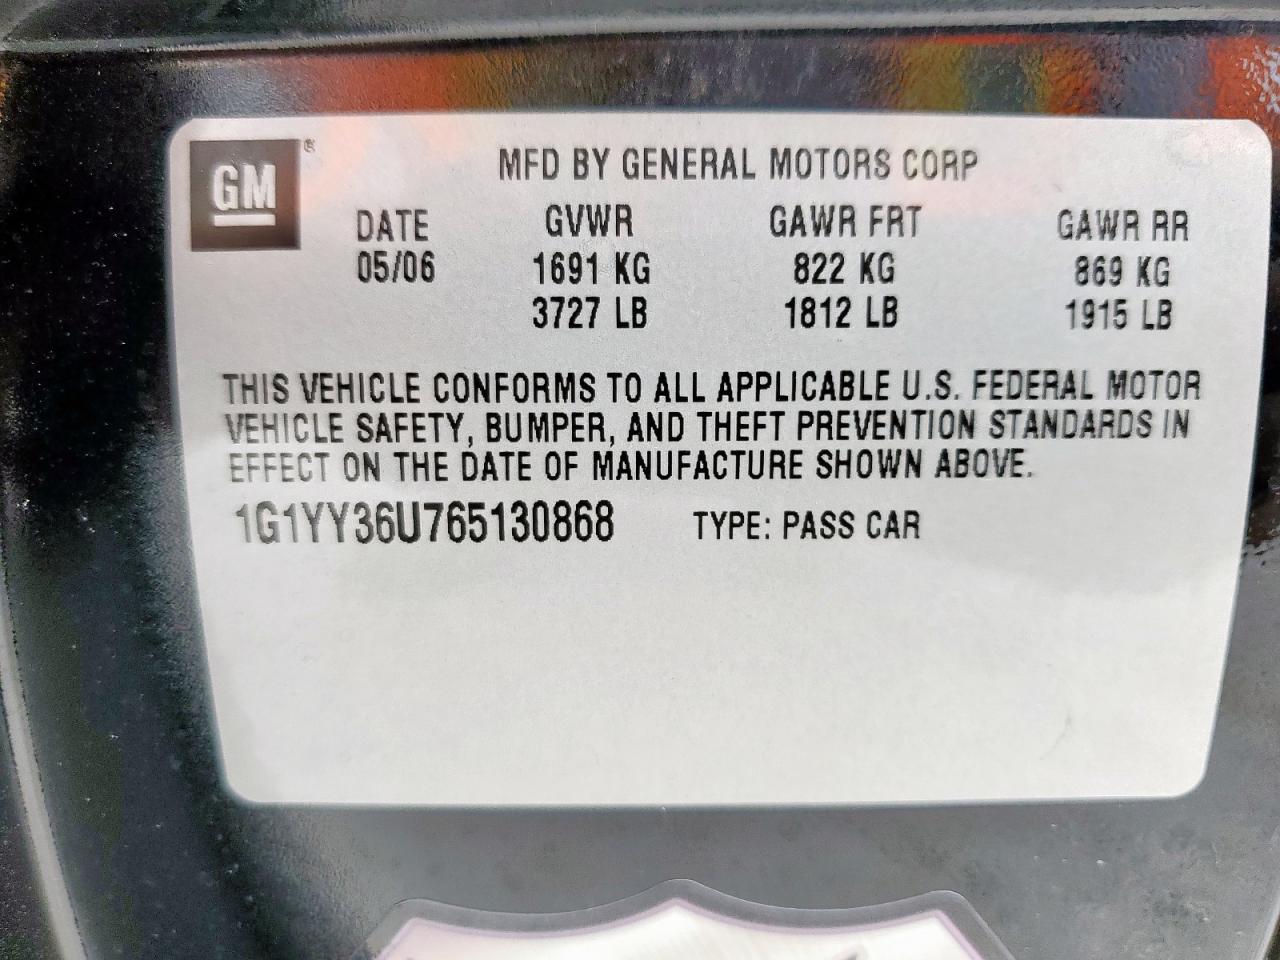 GM®
MFD BY GENERAL MOTORS CORP
DATE GVWR GAWR FRT GAWR RR
05/06 1691 KG 822 KG 869 KG
3727 LB 1812 LB 1915 LB
THIS VEHICLE CONFORMS TO ALL APPLICABLE U.S. FEDERAL MOTOR
VEHICLE SAFETY, BUMPER, AND THEFT PREVENTION STANDARDS IN
EFFECT ON THE DATE OF MANUFACTURE SHOWN ABOVE.
1G1YY36U765130868 TYPE: PASS CAR